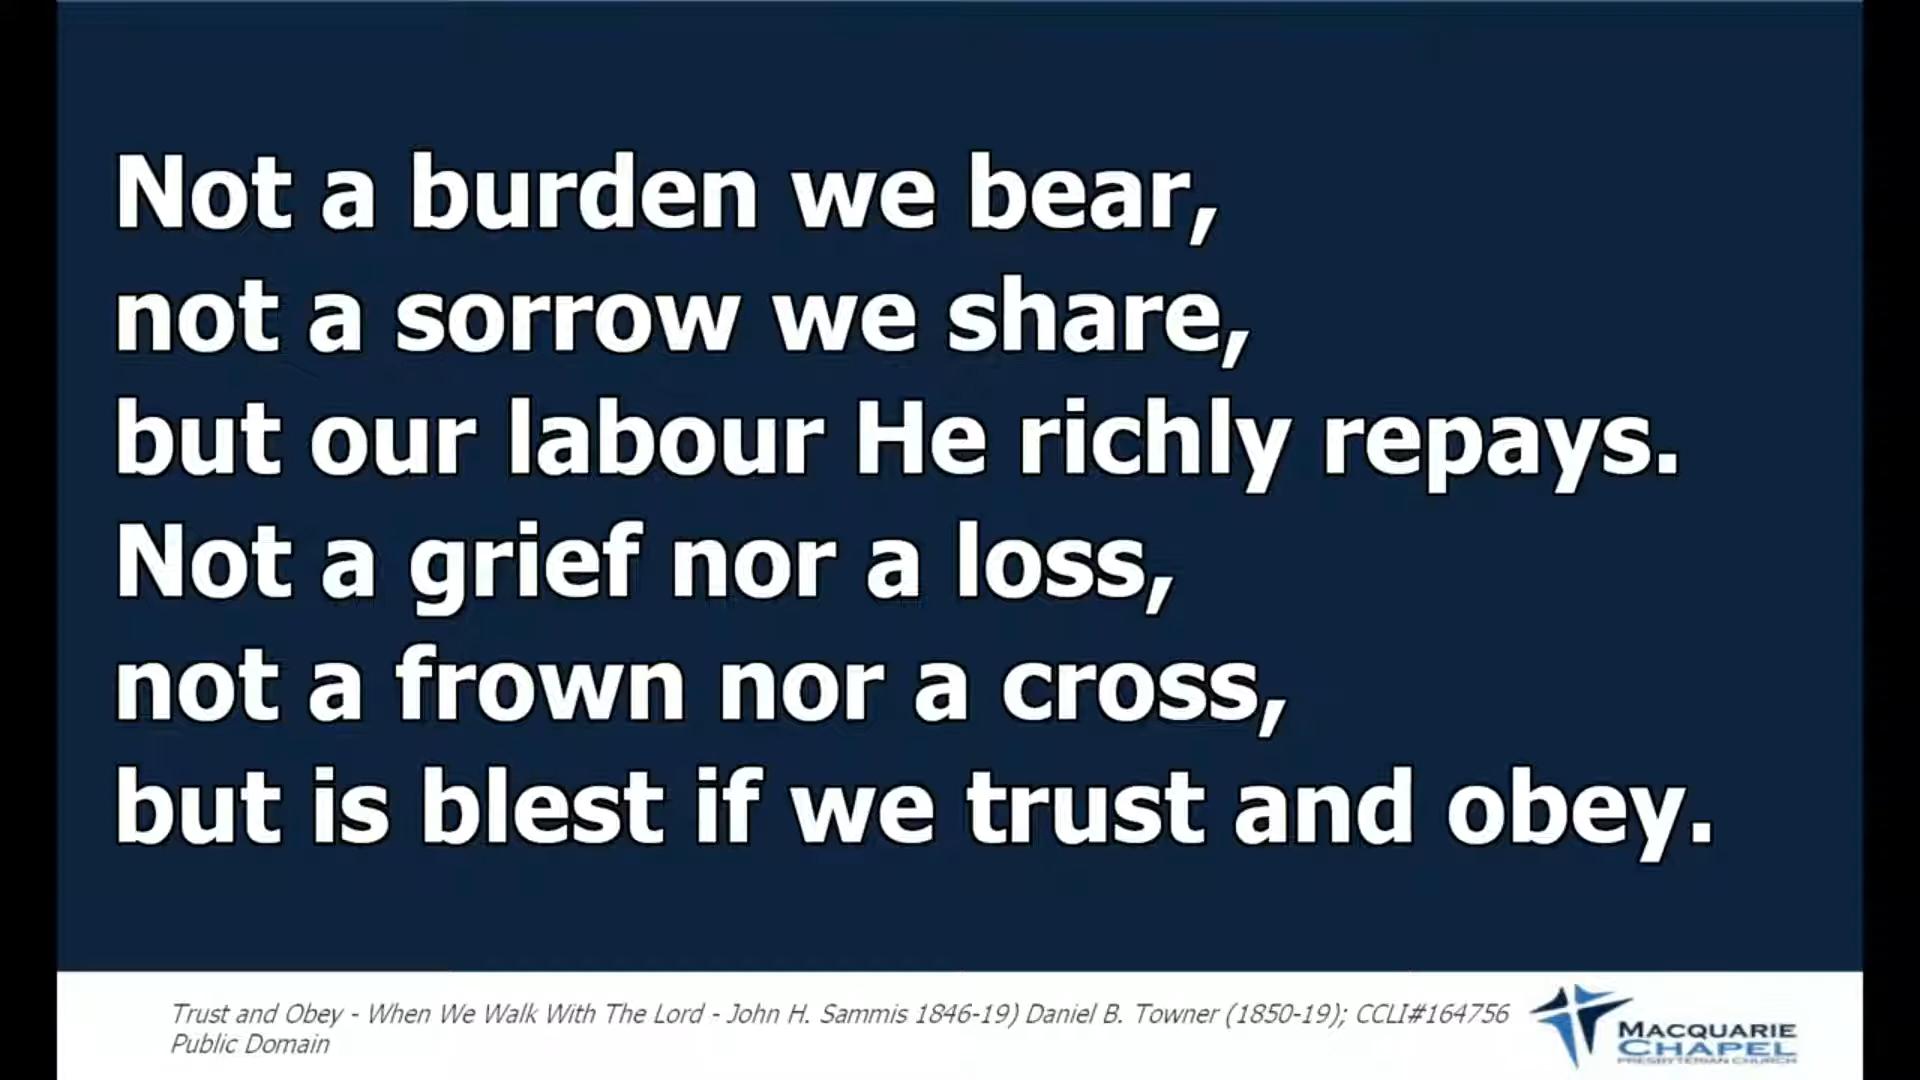 Not a burden we bear,
not a sorrow we share,
but our labour He richly repays.
Not a grief nor a loss,
not a frown nor a cross,
but is blest if we trust and obey.
Trust and Obey - When We Walk With The Lord - John H. Sammis 1846-19) Daniel B. Towner (1850-19); CCLI#164756
Public Domain
MACQUARIE
CHAPEL
PRESBYTERIAN CHURCH